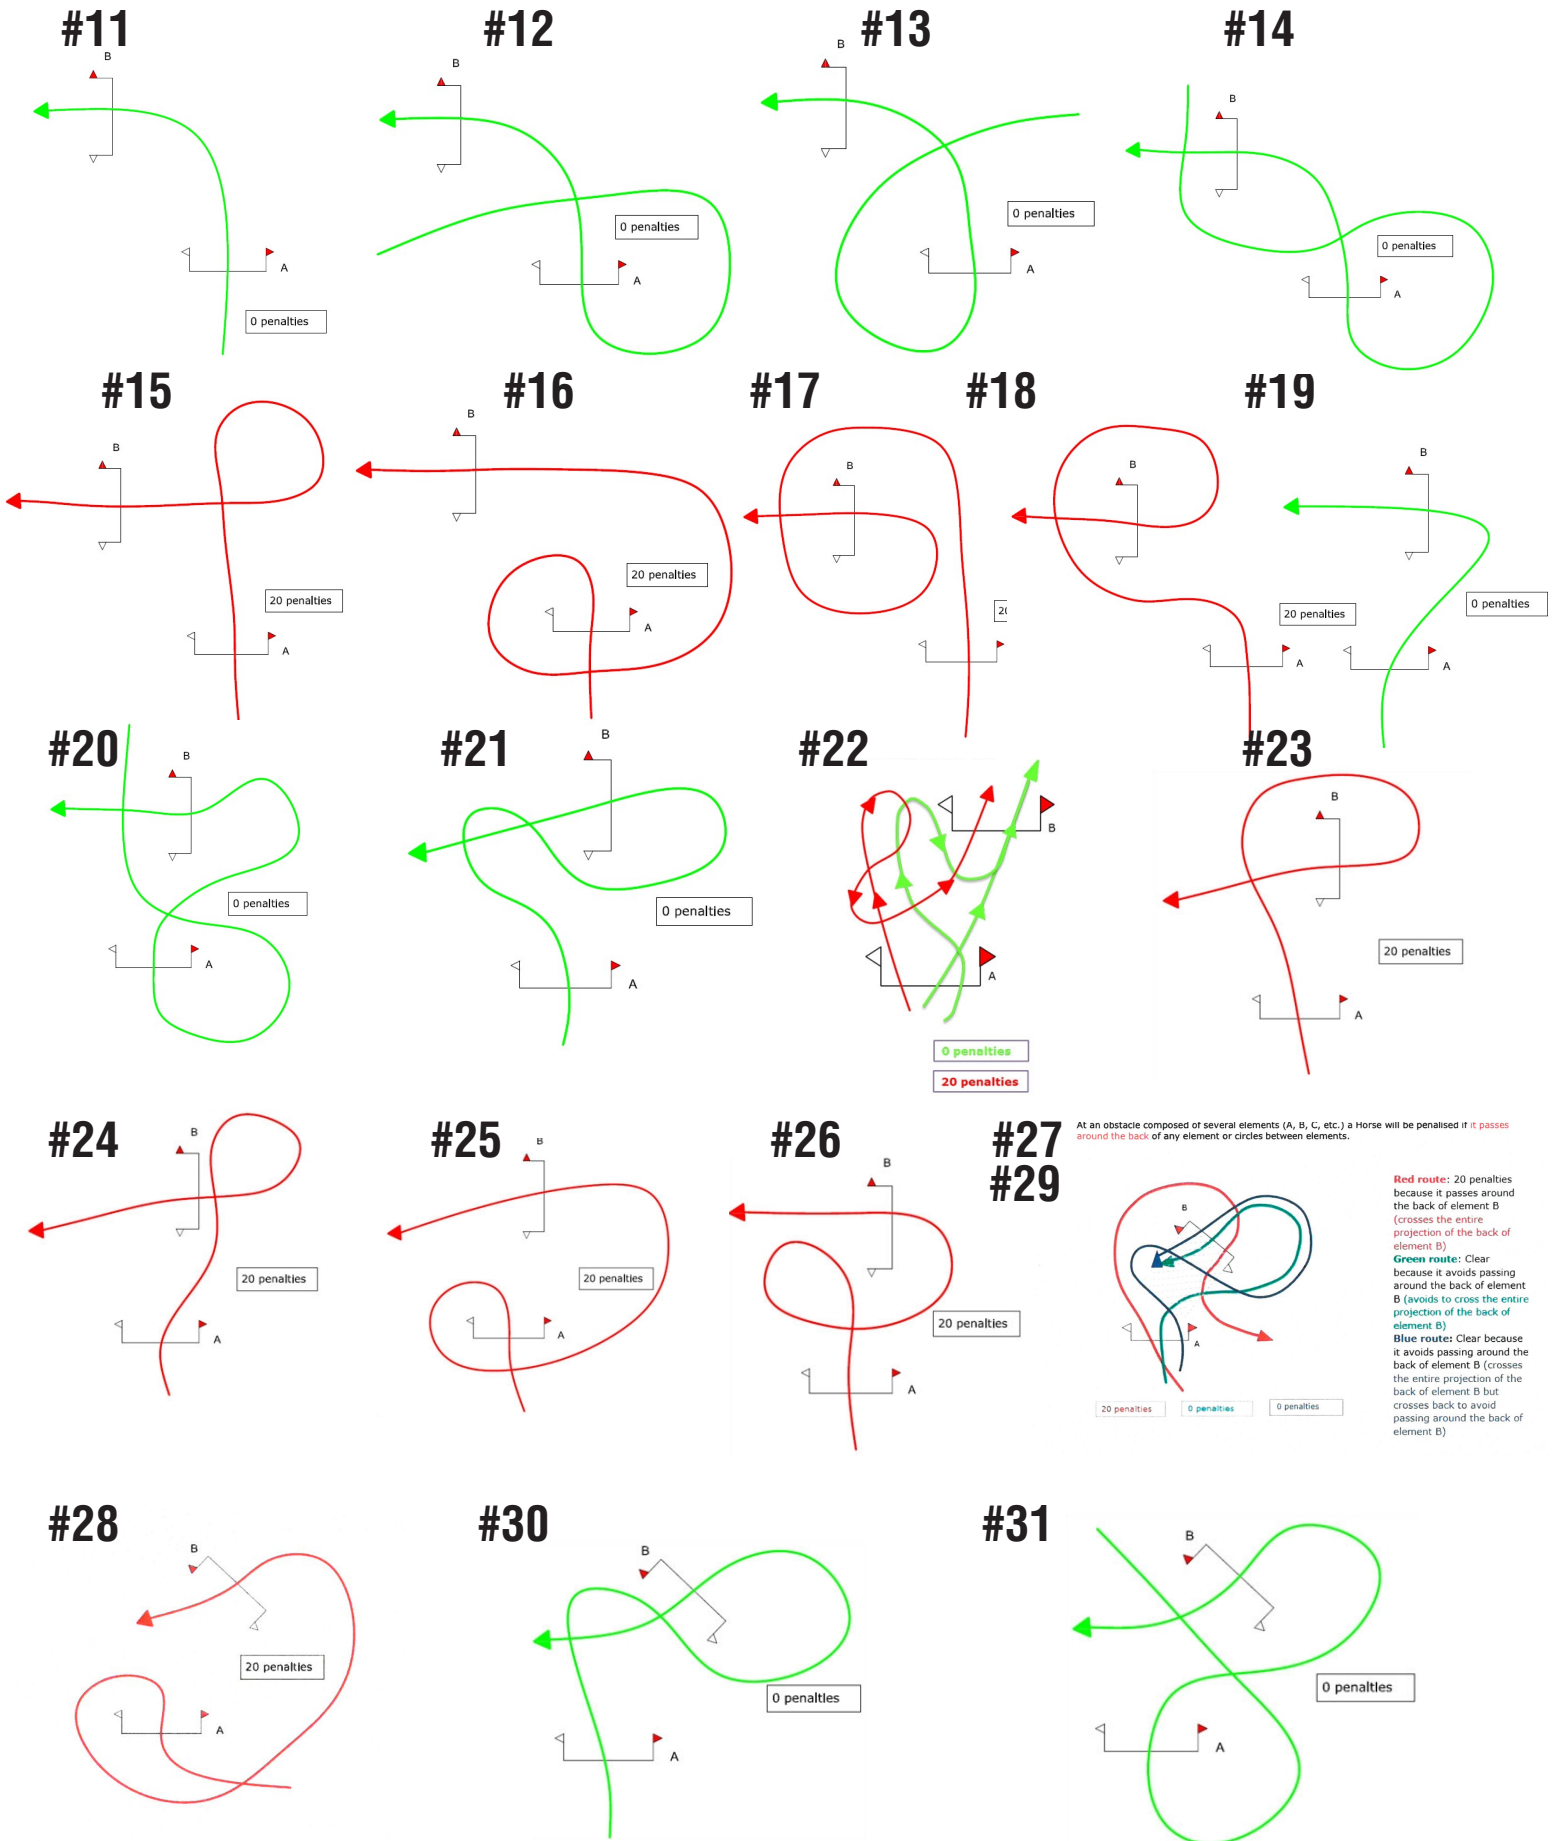 #11
B
A
0 penalties
#12
B
0 penalties
A
#13
B
0 penalties
A
#14
B
0 penalties
A
#15
B
20 penalties
A
#16
B
20 penalties
A
#17
B
20
#18
B
20 penalties
A
#19
B
0 penalties
A
#20
B
0 penalties
A
#21
B
0 penalties
A
#22
B
A
0 penalties
20 penalties
#23
B
20 penalties
A
#24
B
20 penalties
A
#25
B
20 penalties
A
#26
B
20 penalties
A
#27
#29
At an obstacle composed of several elements (A, B, C, etc.) a Horse will be penalised if it passes
around the back of any element or circles between elements.
B
A
20 penalties
0 penalties
0 penalties
Red route: 20 penalties
because it passes around
the back of element B
(crosses the entire
projection of the back of
element B)
Green route: Clear
because it avoids passing
around the back of element
B (avoids to cross the entire
projection of the back of
element B)
Blue route: Clear because
it avoids passing around the
back of element B (crosses
the entire projection of the
back of element B but
crosses back to avoid
passing around the back of
element B)
#28
B
20 penalties
A
#30
B
0 penalties
A
#31
B
0 penalties
A